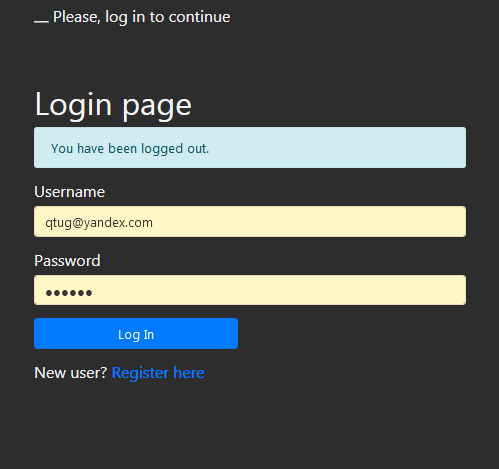 __ Please, log in to continue
Login page
You have been logged out.
Username
qtug@yandex.com
Password
●●●●●●
Log In
New user? Register here